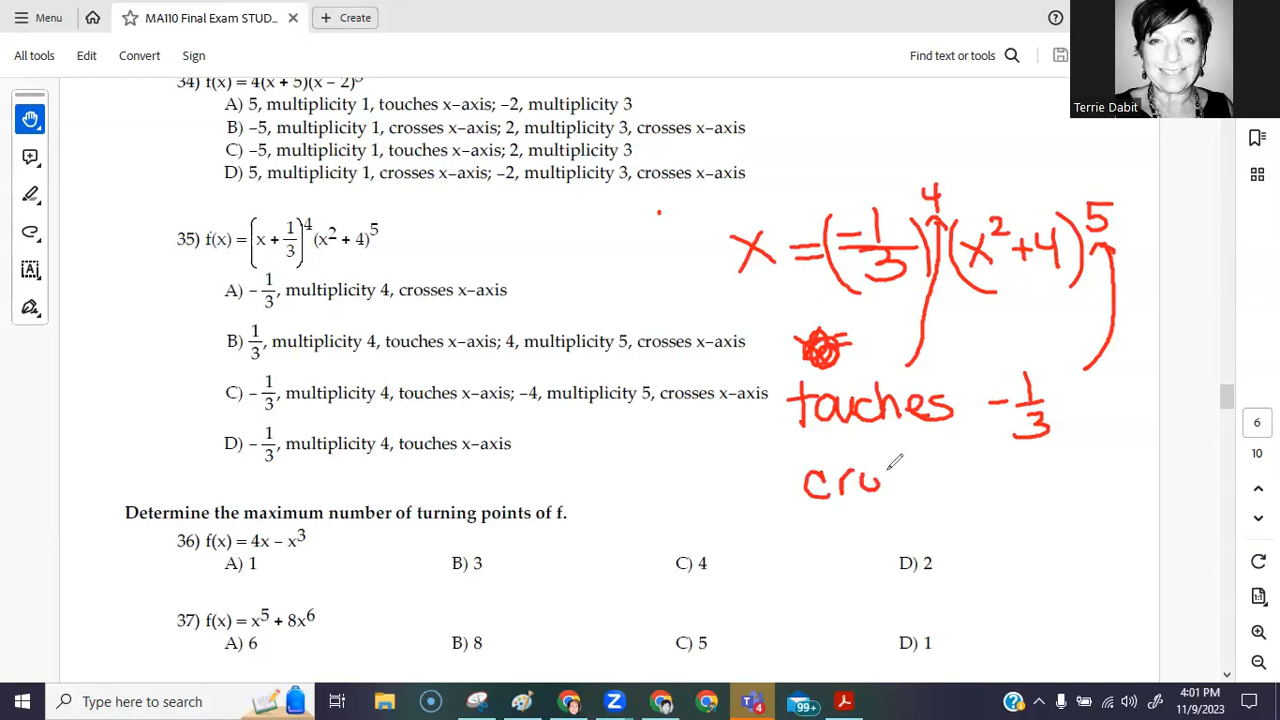 Menu
MA110 Final Exam STUD...
Create
All tools
Edit
Convert
Sign
Find text or tools
Terrie Dabit
34) f(x) = 4(x + 5)(x – 2)³
A) 5, multiplicity 1, touches x–axis; –2, multiplicity 3
B) –5, multiplicity 1, crosses x–axis; 2, multiplicity 3, crosses x–axis
C) –5, multiplicity 1, touches x–axis; 2, multiplicity 3
D) 5, multiplicity 1, crosses x–axis; –2, multiplicity 3, crosses x–axis
35) f(x) = (x + 1/3)⁴(x² + 4)⁵
A) – 1/3, multiplicity 4, crosses x–axis
B) 1/3, multiplicity 4, touches x–axis; 4, multiplicity 5, crosses x–axis
C) – 1/3, multiplicity 4, touches x–axis; –4, multiplicity 5, crosses x–axis
D) – 1/3, multiplicity 4, touches x–axis
x = (–1/3)⁴(x² + 4)⁵
touches – 1/3
cro
Determine the maximum number of turning points of f.
36) f(x) = 4x – x³
A) 1 B) 3 C) 4 D) 2
37) f(x) = x⁵ + 8x⁶
A) 6 B) 8 C) 5 D) 1
6
10
Type here to search
4
99+
4:01 PM
11/9/2023